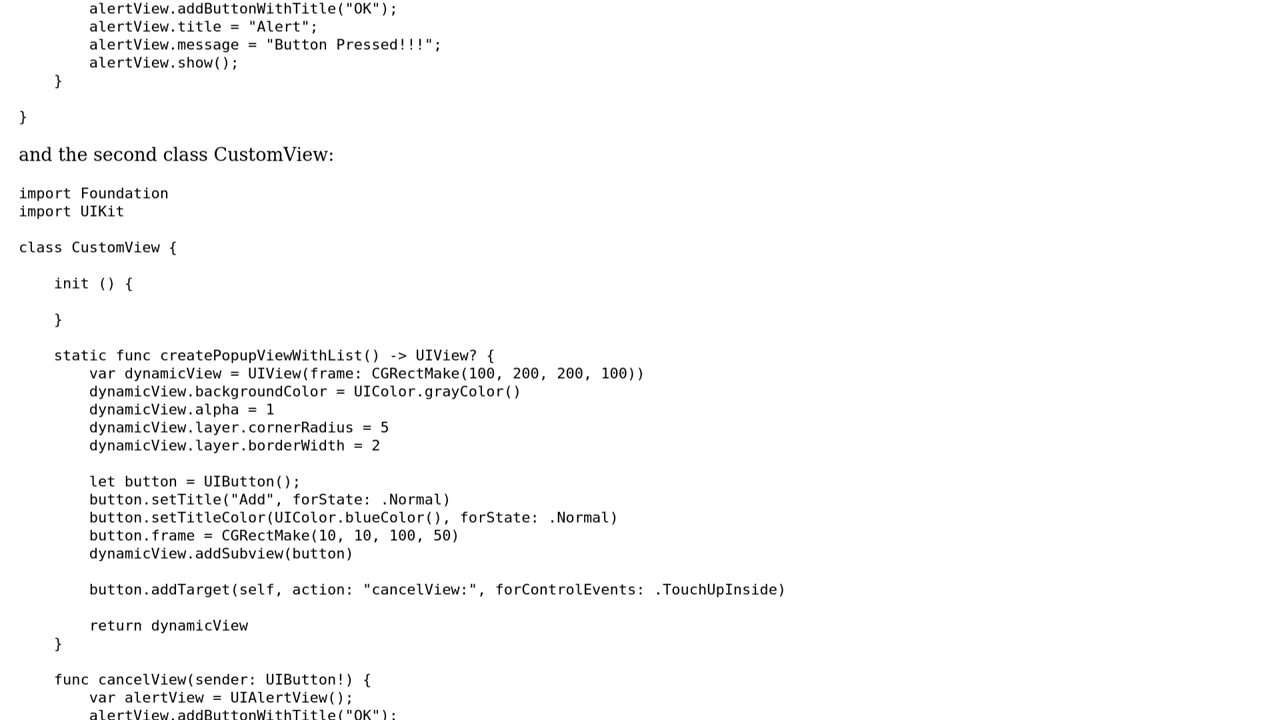 alertView.addButtonWithTitle("OK");
        alertView.title = "Alert";
        alertView.message = "Button Pressed!!!";
        alertView.show();
    }

}
and the second class CustomView:
import Foundation
import UIKit

class CustomView {

    init () {

    }

    static func createPopupViewWithList() -> UIView? {
        var dynamicView = UIView(frame: CGRectMake(100, 200, 200, 100))
        dynamicView.backgroundColor = UIColor.grayColor()
        dynamicView.alpha = 1
        dynamicView.layer.cornerRadius = 5
        dynamicView.layer.borderWidth = 2

        let button = UIButton();
        button.setTitle("Add", forState: .Normal)
        button.setTitleColor(UIColor.blueColor(), forState: .Normal)
        button.frame = CGRectMake(10, 10, 100, 50)
        dynamicView.addSubview(button)

        button.addTarget(self, action: "cancelView:", forControlEvents: .TouchUpInside)

        return dynamicView
    }

    func cancelView(sender: UIButton!) {
        var alertView = UIAlertView();
        alertView.addButtonWithTitle("OK");